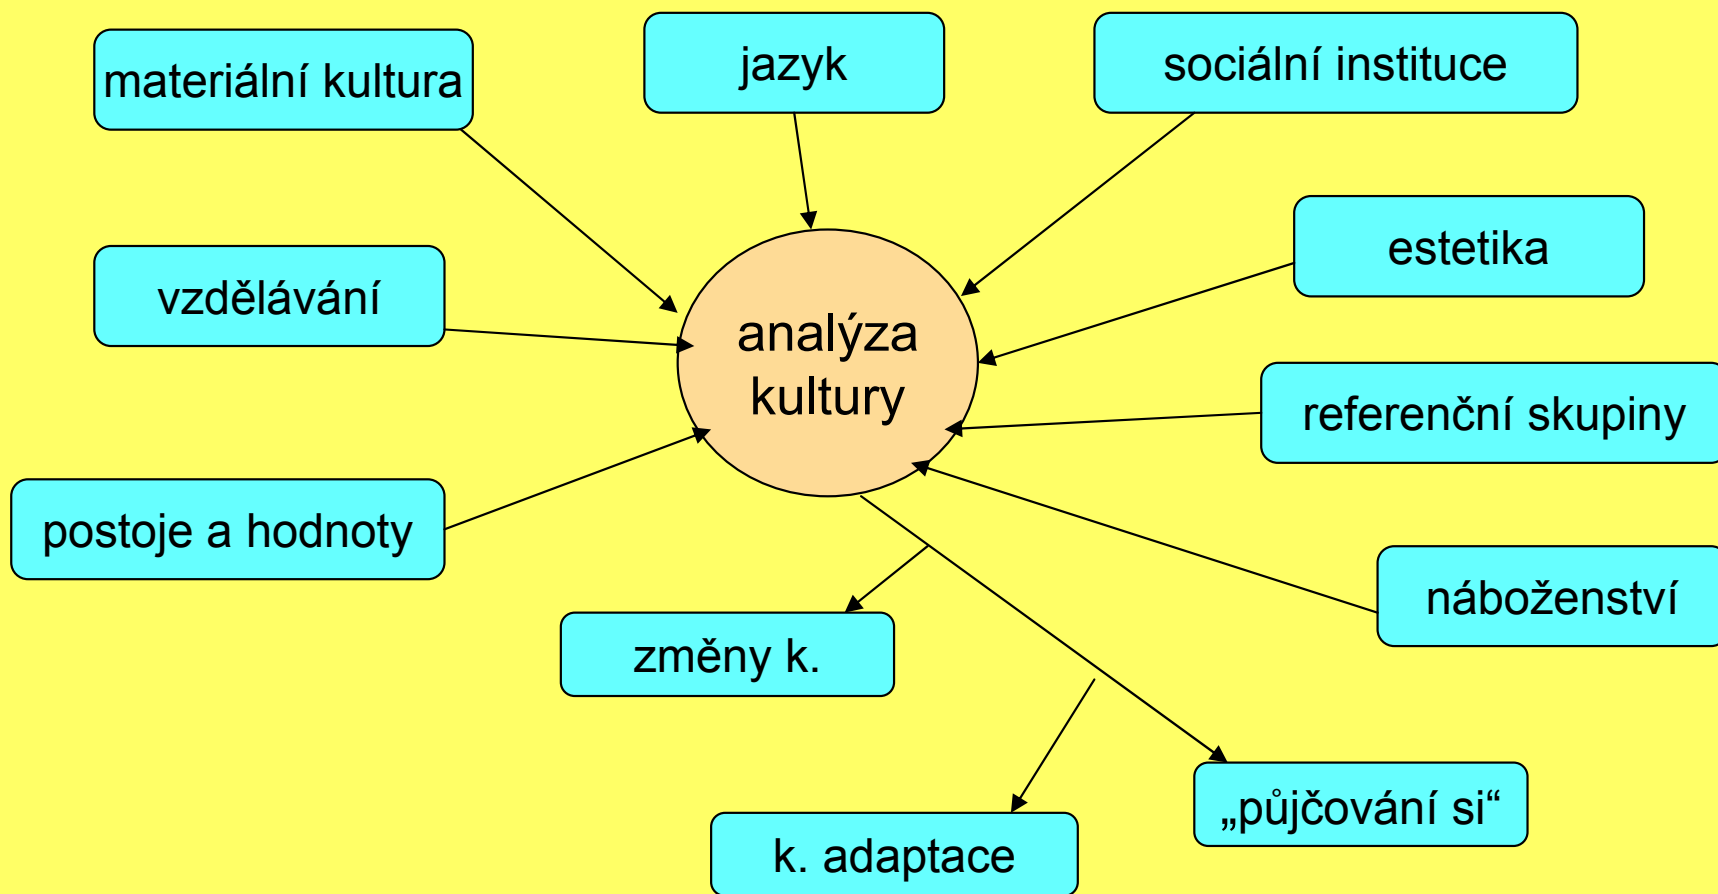 materiální kultura
jazyk
sociální instituce
estetika
vzdělávání
analýza
kultury
referenční skupiny
postoje a hodnoty
náboženství
změny k.
„půjčování si“
k. adaptace